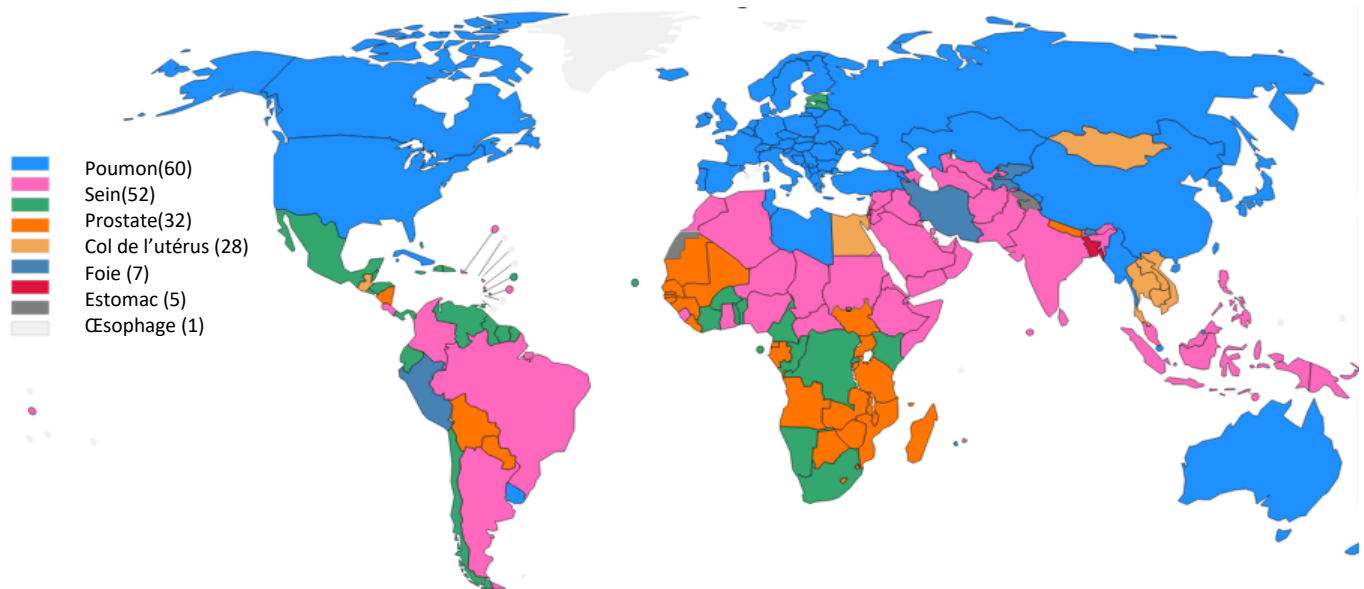 Poumon(60)
Sein(52)
Prostate(32)
Col de l'utérus (28)
Foie (7)
Estomac (5)
Œsophage (1)